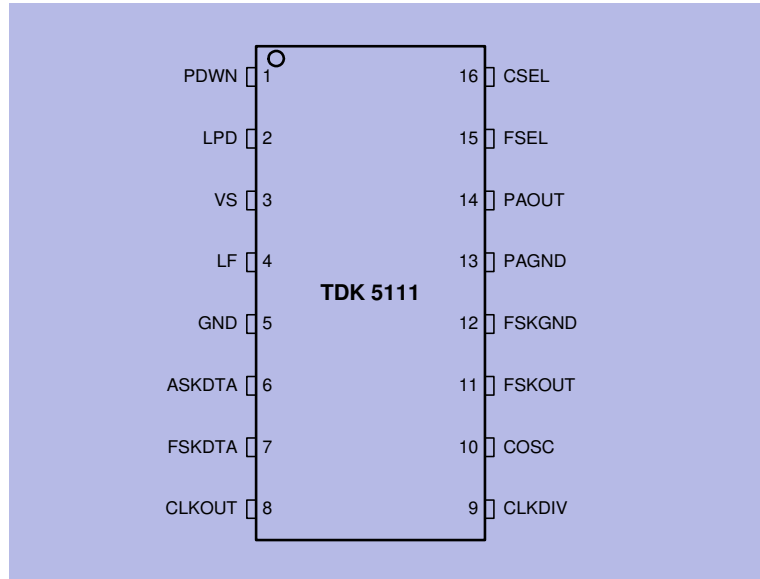 PDWN 1 16 CSEL
LPD 2 15 FSEL
VS 3 14 PAOUT
LF 4 13 PAGND
TDK 5111
GND 5 12 FSKGND
ASKDTA 6 11 FSKOUT
FSKDTA 7 10 COSC
CLKOUT 8 9 CLKDIV